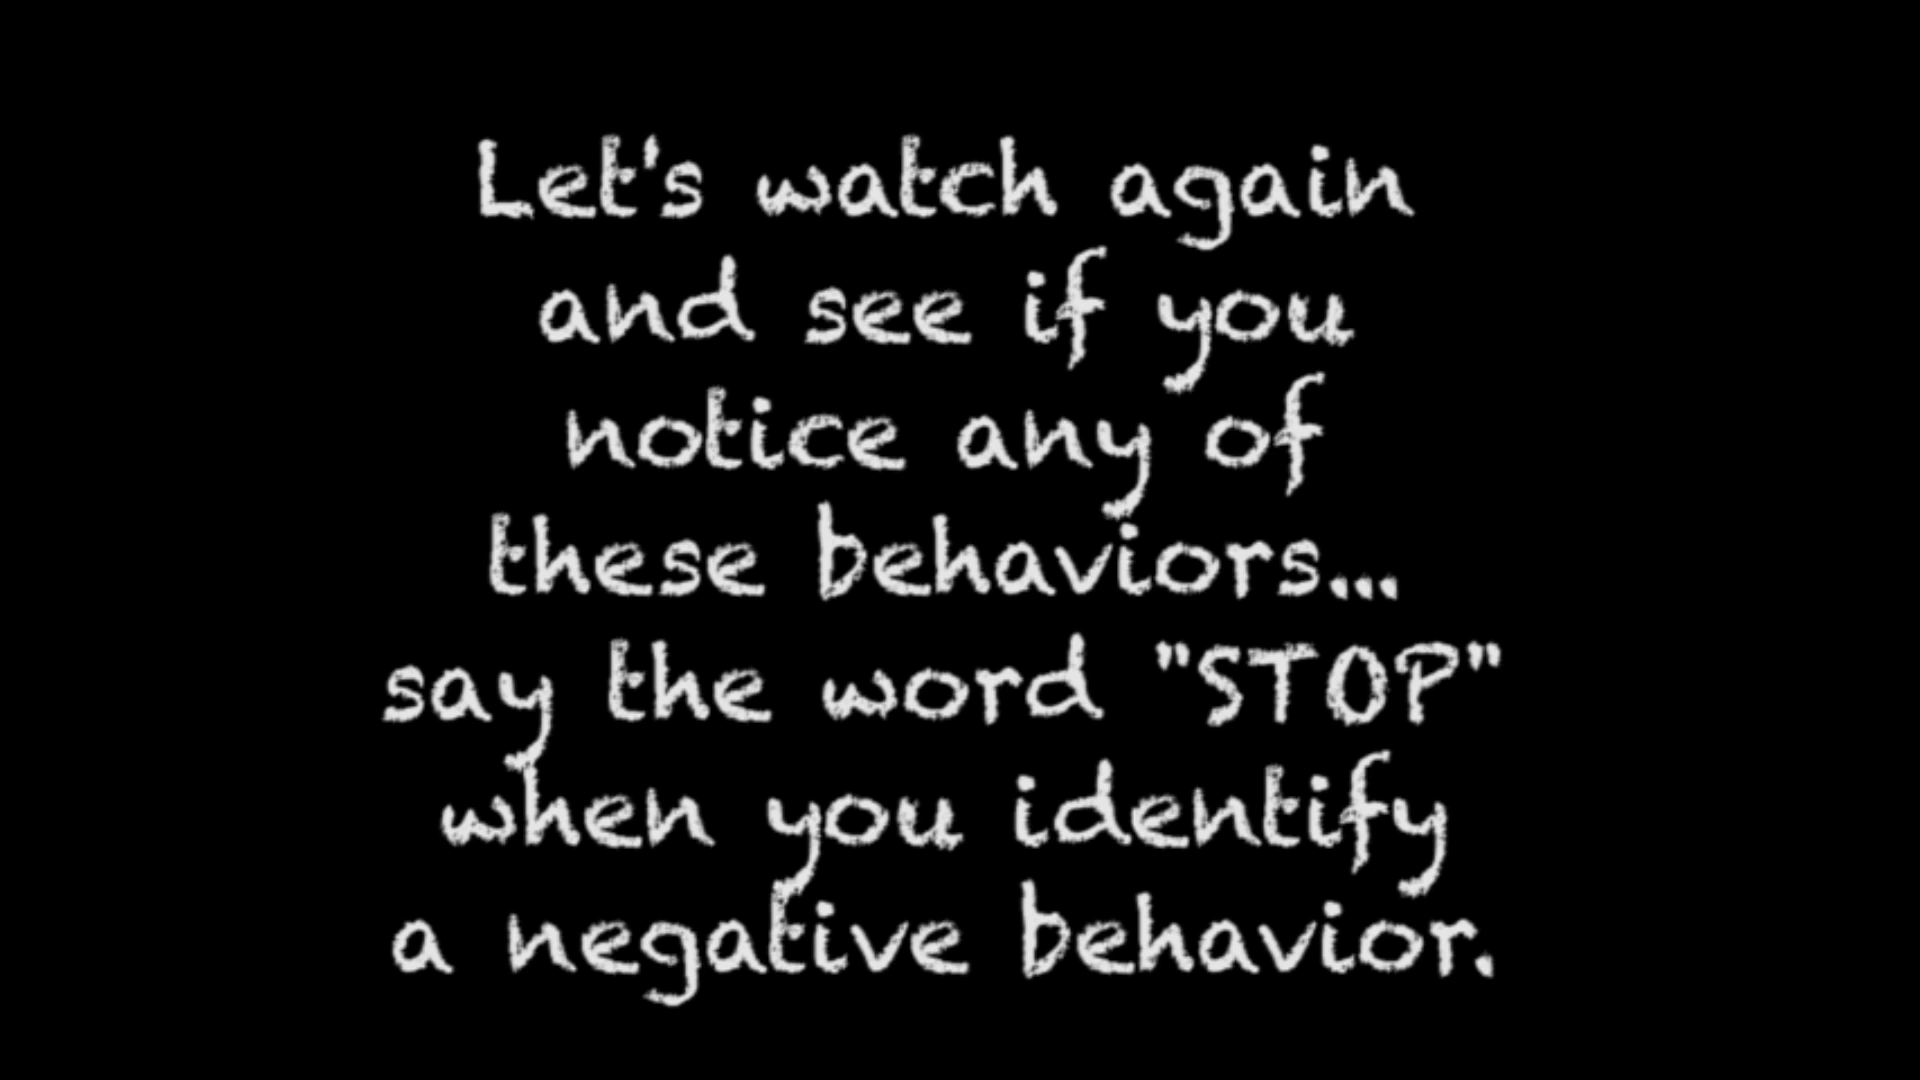 Let's watch again
and see if you
notice any of
these behaviors...
say the word "STOP"
when you identify
a negative behavior.